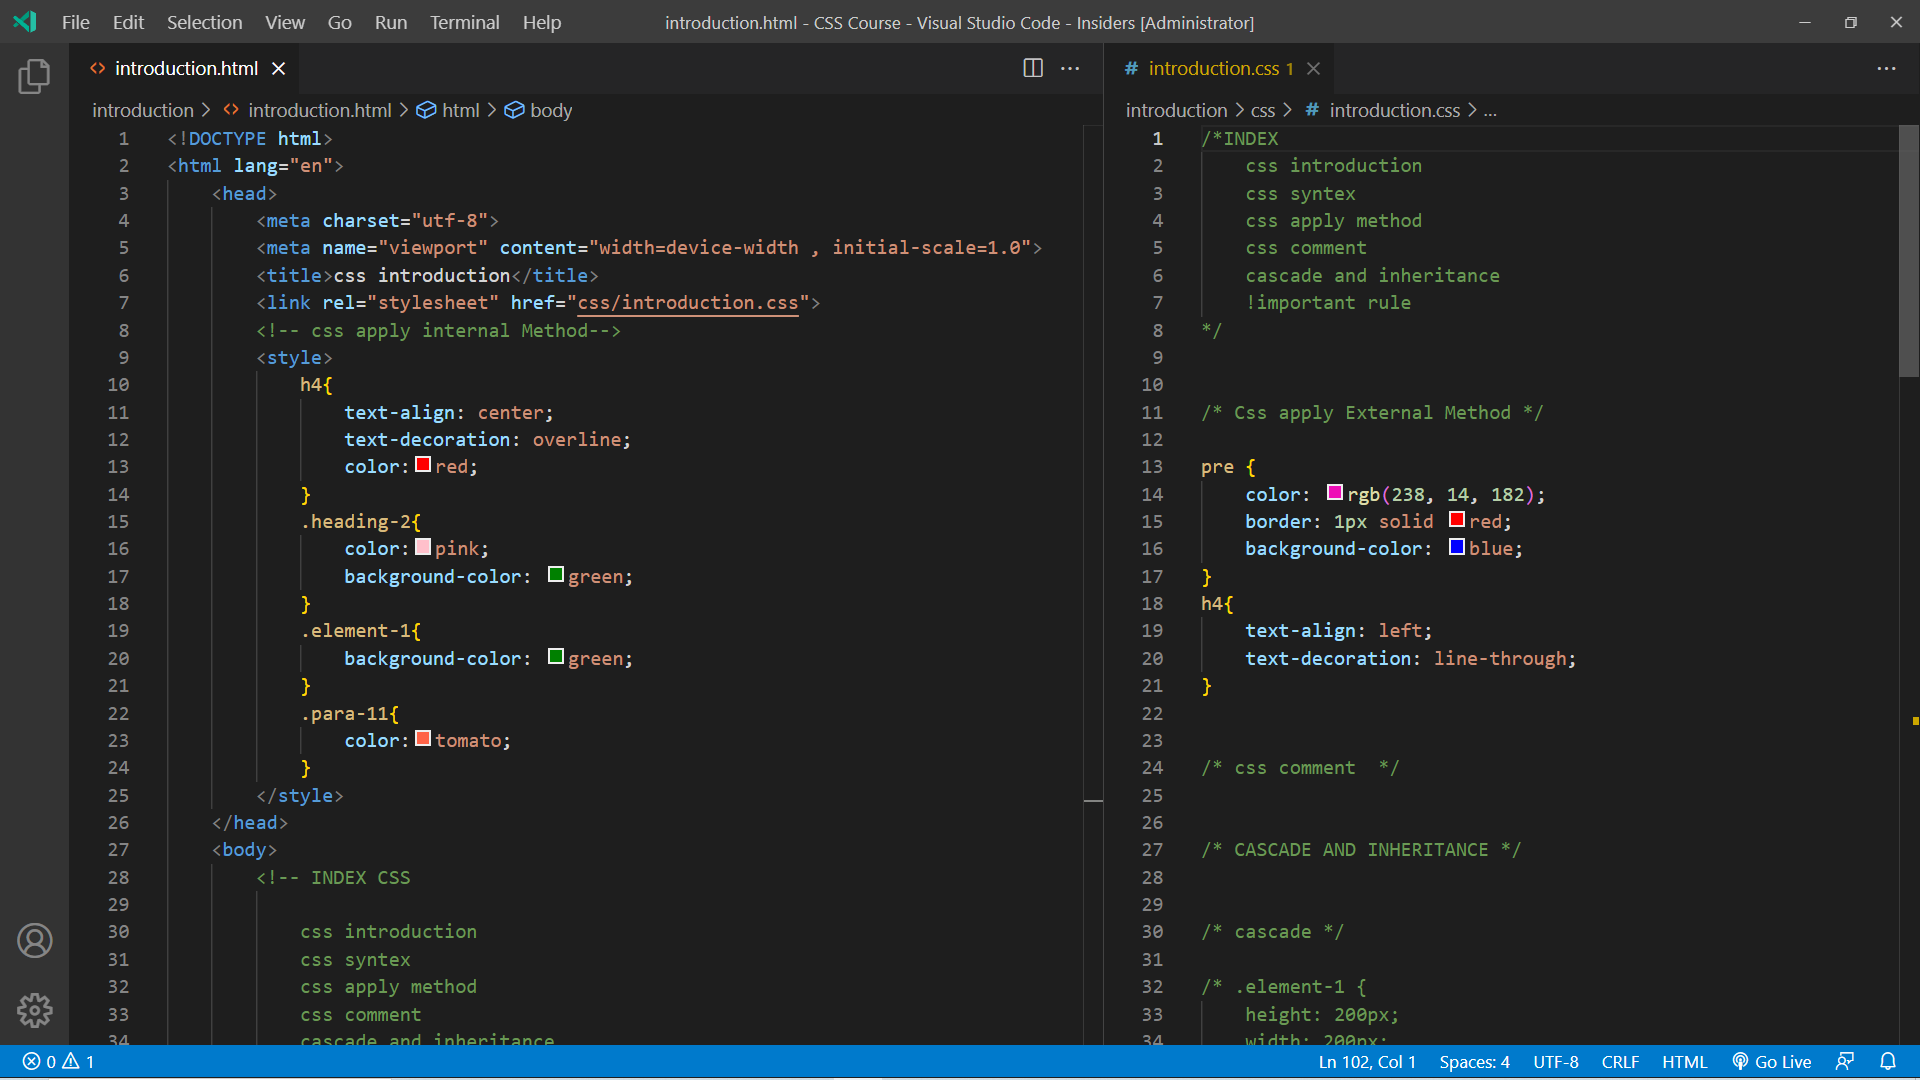 File Edit Selection View Go Run Terminal Help
introduction.html - CSS Course - Visual Studio Code - Insiders [Administrator]
introduction.html
introduction > introduction.html > html > body
1 <!DOCTYPE html>
2 <html lang="en">
3 <head>
4 <meta charset="utf-8">
5 <meta name="viewport" content="width=device-width , initial-scale=1.0">
6 <title>css introduction</title>
7 <link rel="stylesheet" href="css/introduction.css">
8 <!-- css apply internal Method-->
9 <style>
10 h4{
11 text-align: center;
12 text-decoration: overline;
13 color: red;
14 }
15 .heading-2{
16 color: pink;
17 background-color: green;
18 }
19 .element-1{
20 background-color: green;
21 }
22 .para-11{
23 color: tomato;
24 }
25 </style>
26 </head>
27 <body>
28 <!-- INDEX CSS
29
30 css introduction
31 css syntex
32 css apply method
33 css comment
34 cascade and inheritance
introduction.css 1
introduction > css > introduction.css > ...
1 /*INDEX
2 css introduction
3 css syntex
4 css apply method
5 css comment
6 cascade and inheritance
7 !important rule
8 */
9
10
11 /* Css apply External Method */
12
13 pre {
14 color: rgb(238, 14, 182);
15 border: 1px solid red;
16 background-color: blue;
17 }
18 h4{
19 text-align: left;
20 text-decoration: line-through;
21 }
22
23
24 /* css comment  */
25
26
27 /* CASCADE AND INHERITANCE */
28
29
30 /* cascade */
31
32 /* .element-1 {
33 height: 200px;
34 width: 200px;
0 1
Ln 102, Col 1 Spaces: 4 UTF-8 CRLF HTML Go Live